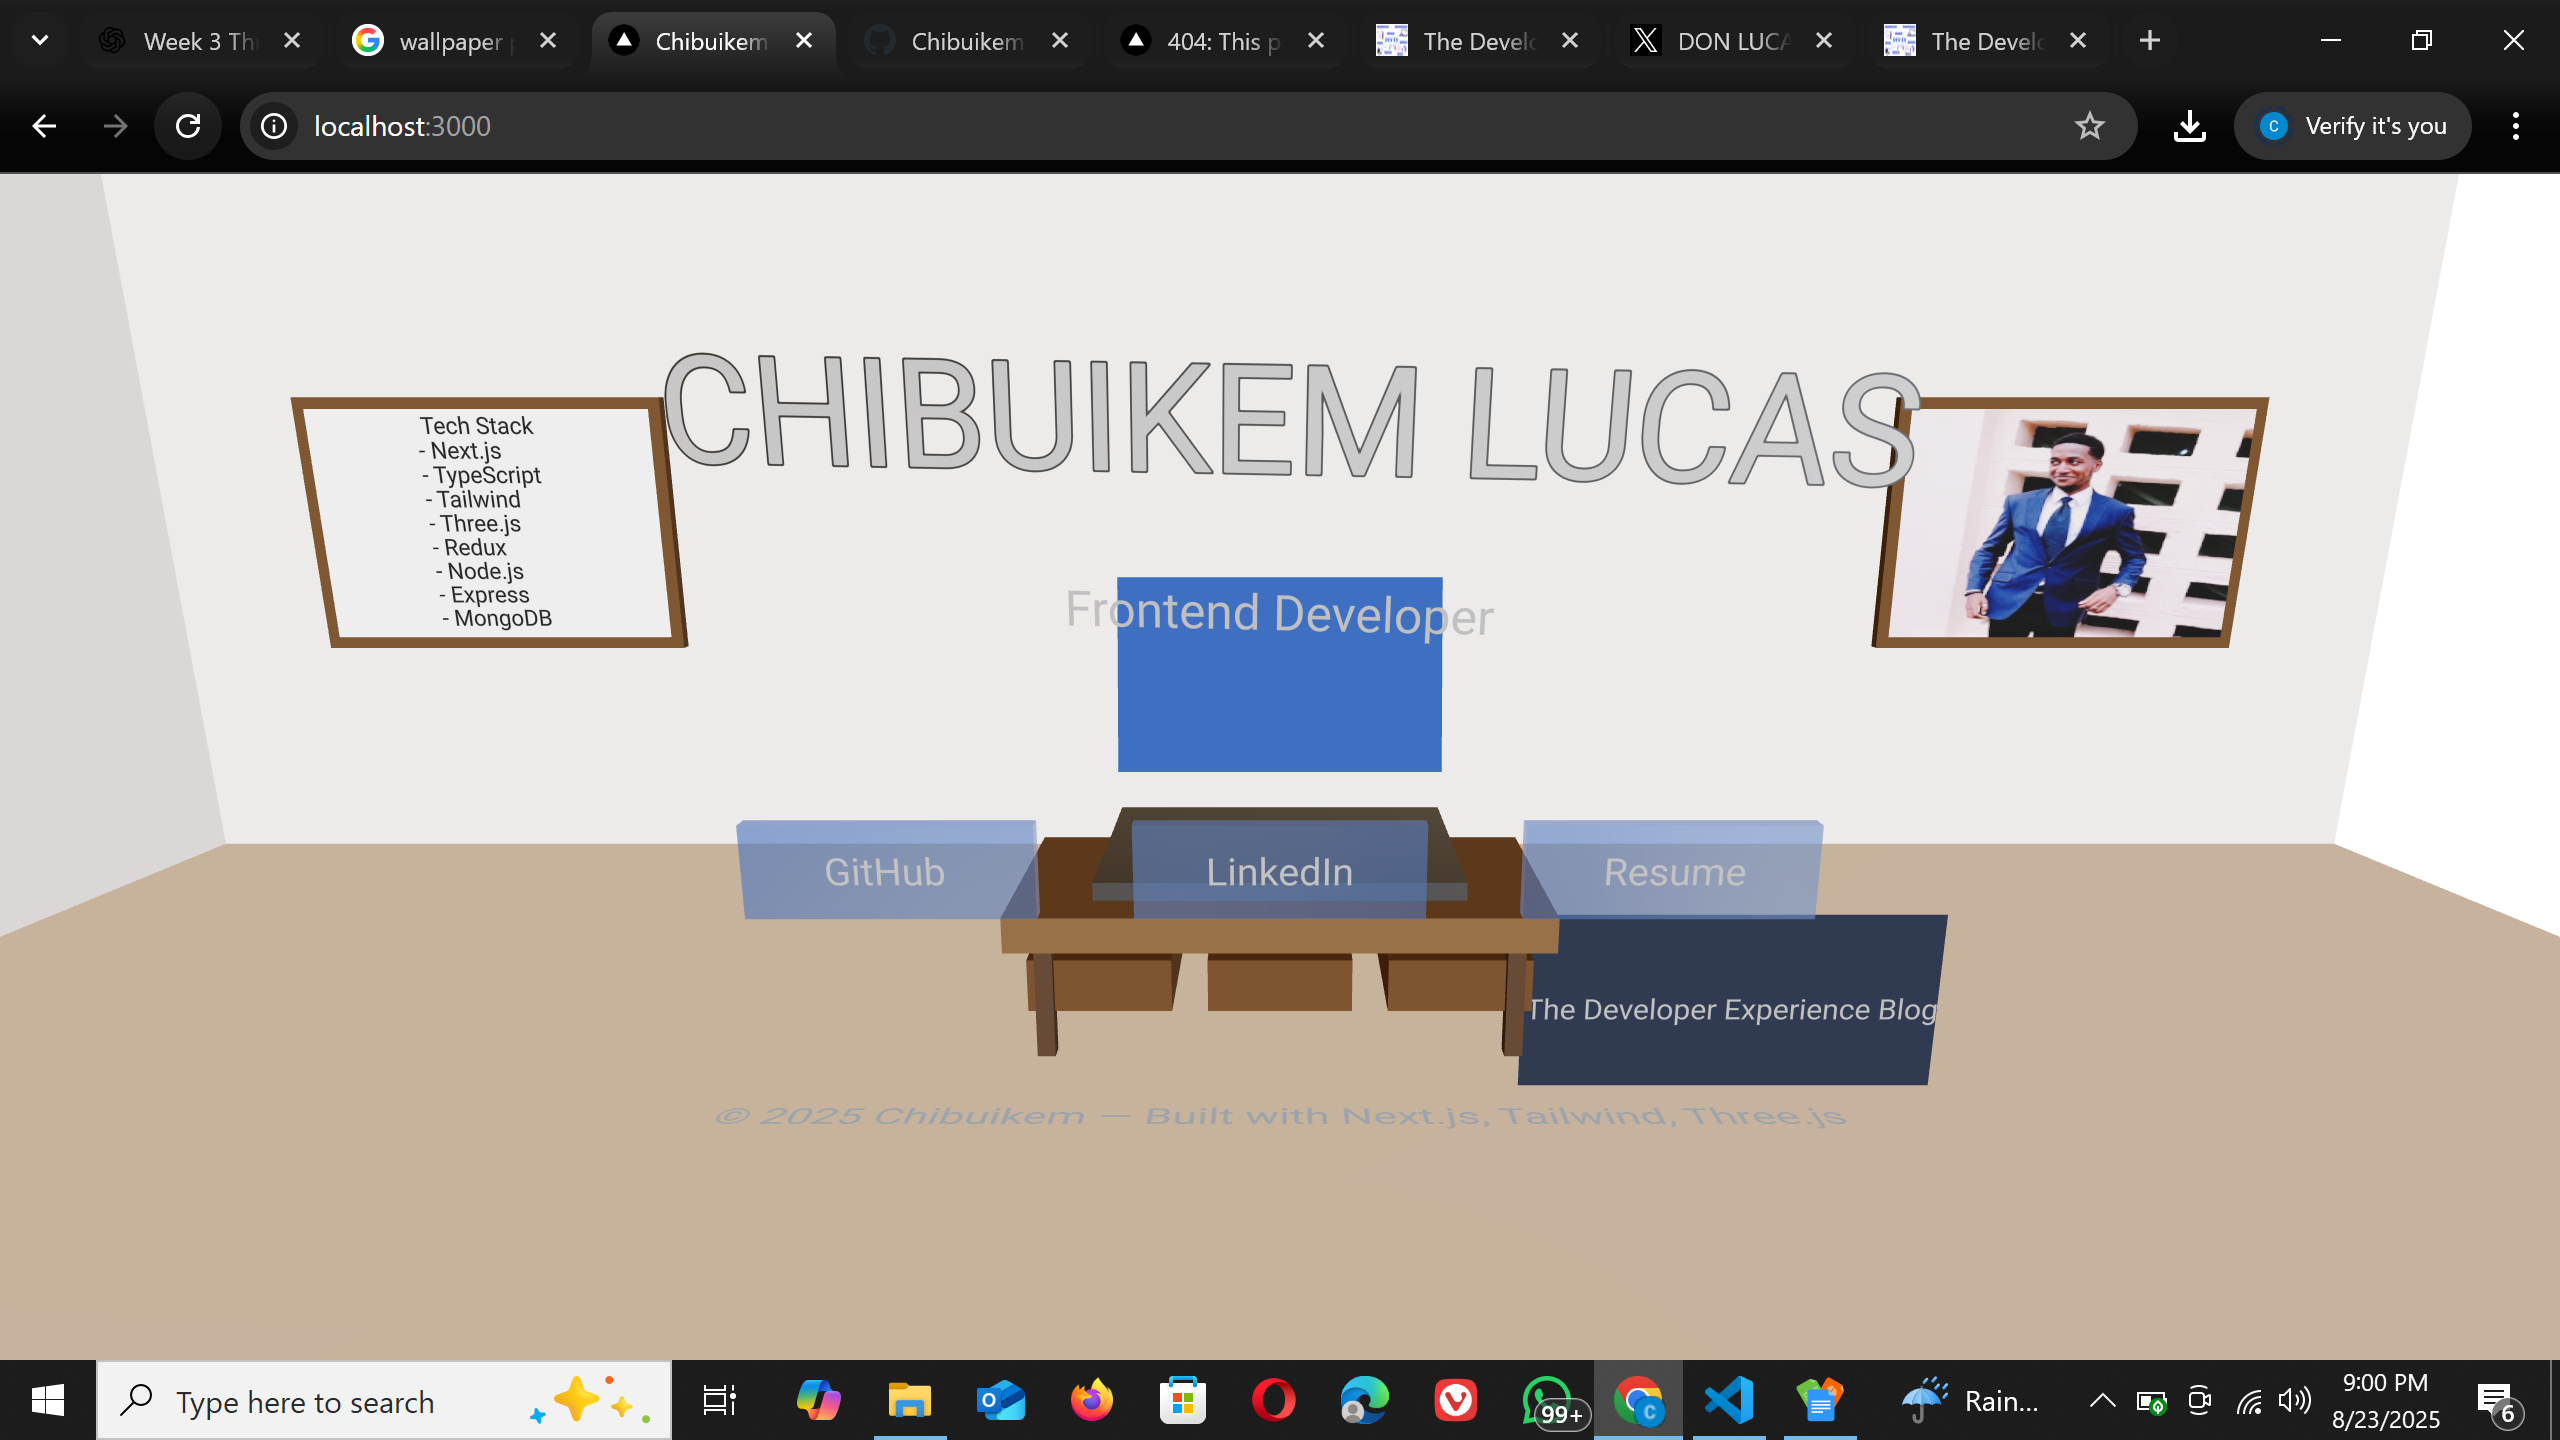 Week 3 Th
wallpaper
Chibuikem
Chibuikem
404: This p
The Develo
DON LUCA
The Develo
localhost:3000
C
Verify it's you
CHIBUIKEM LUCAS
Tech Stack
- Next.js
- TypeScript
- Tailwind
- Three.js
- Redux
- Node.js
- Express
- MongoDB
Frontend Developer
GitHub
LinkedIn
Resume
The Developer Experience Blog
© 2025 Chibuikem — Built with Next.js, Tailwind, Three.js
Type here to search
99+
C
Rain...
9:00 PM
8/23/2025
6